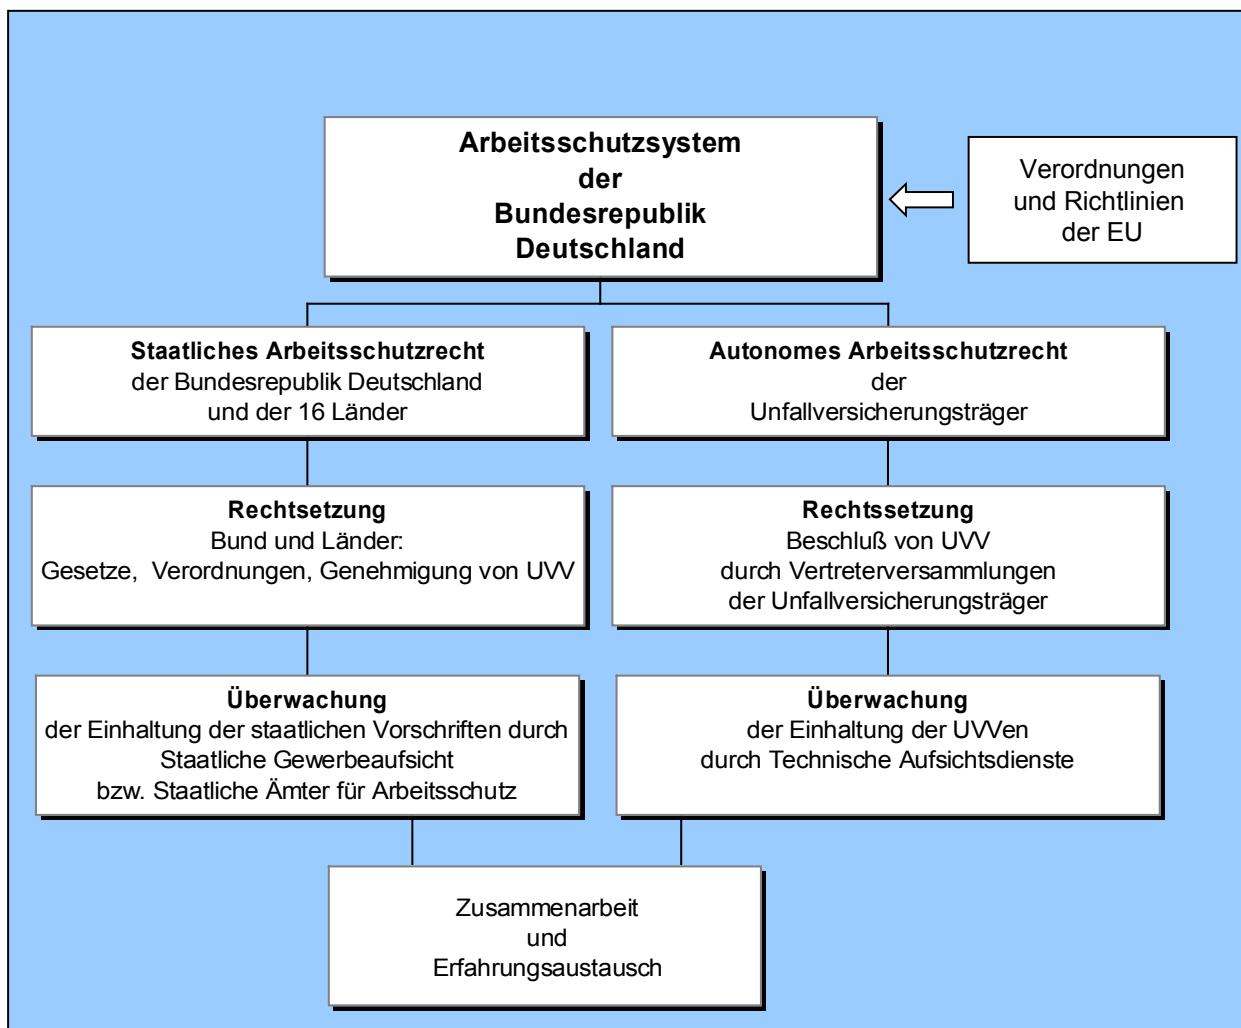 Arbeitsschutzsystem
der
Bundesrepublik
Deutschland
Verordnungen
und Richtlinien
der EU
Staatliches Arbeitsschutzrecht
der Bundesrepublik Deutschland
und der 16 Länder
Autonomes Arbeitsschutzrecht
der
Unfallversicherungsträger
Rechtsetzung
Bund und Länder:
Gesetze, Verordnungen, Genehmigung von UVV
Rechtssetzung
Beschluß von UVV
durch Vertreterversammlungen
der Unfallversicherungsträger
Überwachung
der Einhaltung der staatlichen Vorschriften durch
Staatliche Gewerbeaufsicht
bzw. Staatliche Ämter für Arbeitsschutz
Überwachung
der Einhaltung der UVVen
durch Technische Aufsichtsdienste
Zusammenarbeit
und
Erfahrungsaustausch